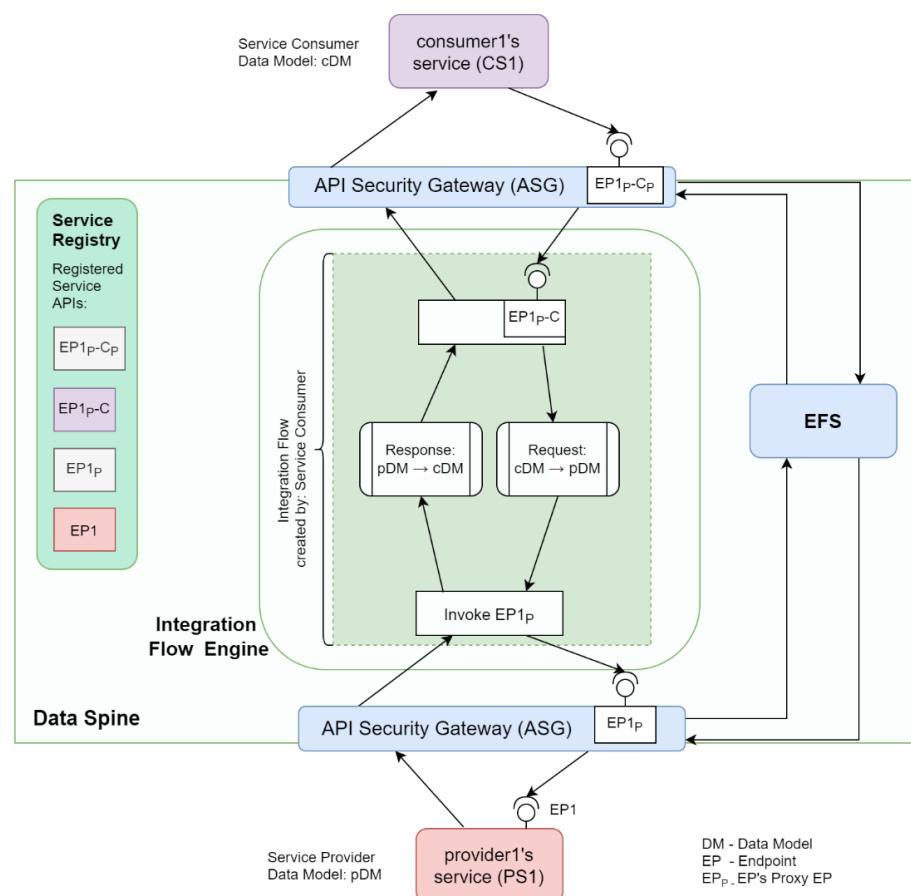 Service Consumer
Data Model: cDM
consumer1's
service (CS1)
API Security Gateway (ASG)
EP1P-CP
Service
Registry
Registered
Service
APIs:
EP1P-CP
EP1P-C
EP1P
EP1
Integration Flow
created by: Service Consumer
EP1P-C
Response:
pDM → cDM
Request:
cDM → pDM
Invoke EP1P
EFS
Integration
Flow Engine
Data Spine
API Security Gateway (ASG)
EP1P
EP1
Service Provider
Data Model: pDM
provider1's
service (PS1)
DM - Data Model
EP - Endpoint
EPP - EP's Proxy EP